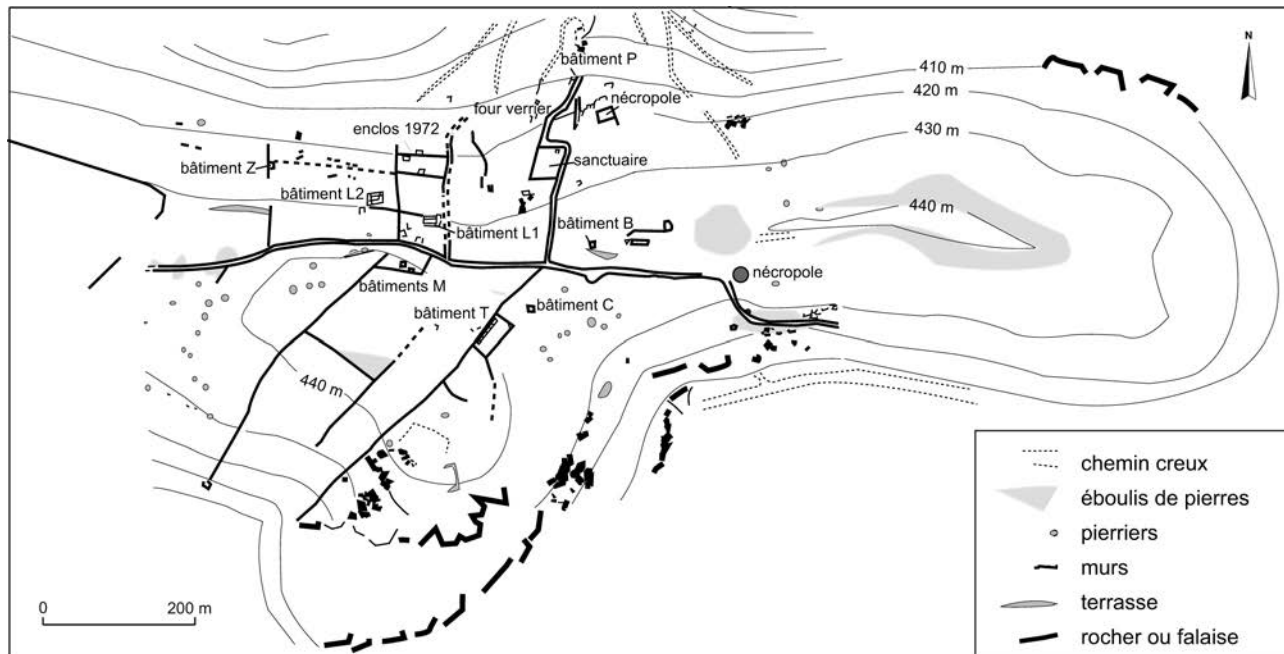 N
bâtiment P
410 m
420 m
nécropole
four verrier
430 m
enclos 1972
sanctuaire
bâtiment Z
bâtiment L2
440 m
bâtiment B
bâtiment L1
nécropole
bâtiments M
bâtiment C
bâtiment T
440 m
chemin creux
éboulis de pierres
pierriers
murs
terrasse
rocher ou falaise
0 200 m